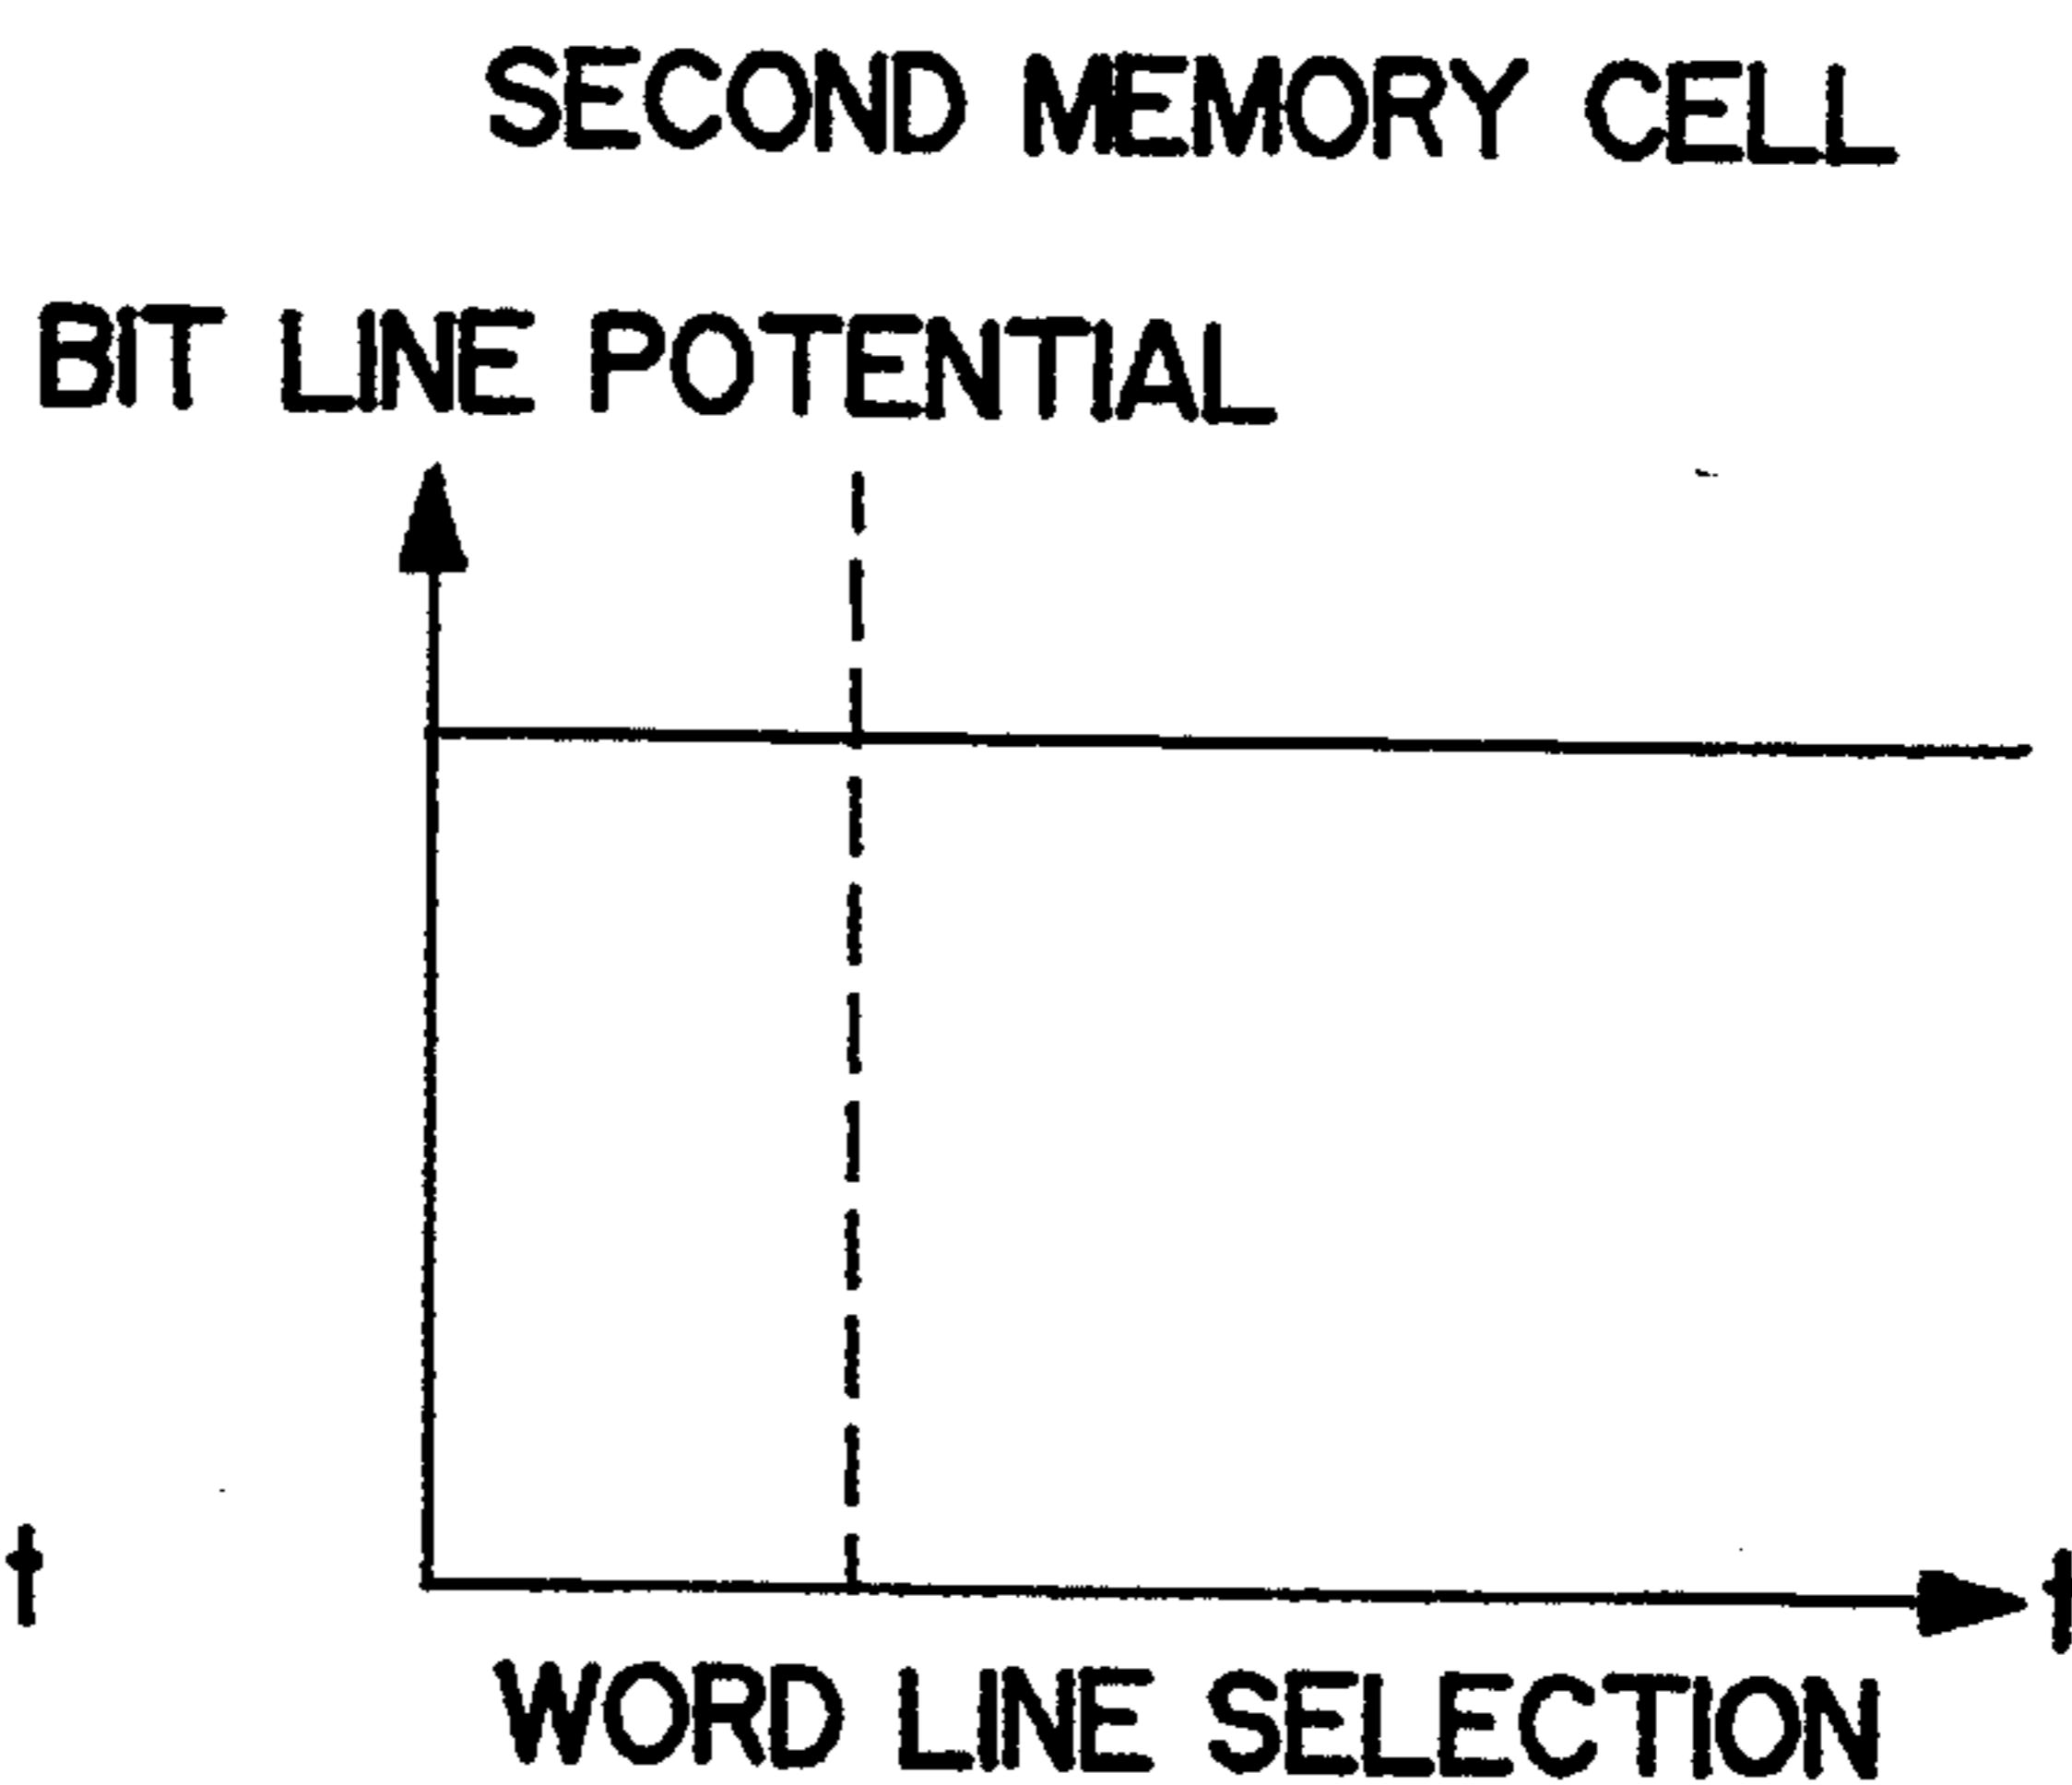 SECOND MEMORY CELL
BIT LINE POTENTIAL
t
t
WORD LINE SELECTION